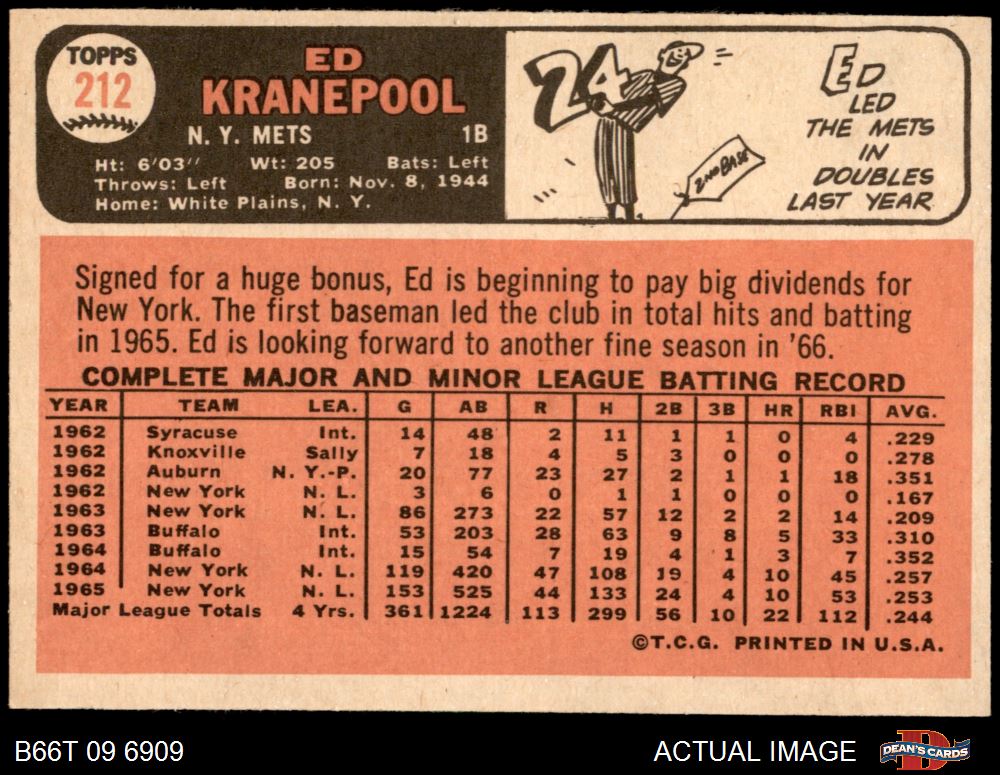 TOPPS
212
ED
KRANEPOOL
N. Y. METS 1B
Ht: 6'03" Wt: 205 Bats: Left
Throws: Left Born: Nov. 8, 1944
Home: White Plains, N. Y.
24
2ND BASE
ED
LED
THE METS
IN
DOUBLES
LAST YEAR
Signed for a huge bonus, Ed is beginning to pay big dividends for
New York. The first baseman led the club in total hits and batting
in 1965. Ed is looking forward to another fine season in '66.
COMPLETE MAJOR AND MINOR LEAGUE BATTING RECORD
YEAR TEAM LEA. G AB R H 2B 3B HR RBI AVG.
1962 Syracuse Int. 14 48 2 11 1 1 0 4 .229
1962 Knoxville Sally 7 18 4 5 3 0 0 0 .278
1962 Auburn N. Y.-P. 20 77 23 27 2 1 1 18 .351
1962 New York N. L. 3 6 0 1 1 0 0 0 .167
1963 New York N. L. 86 273 22 57 12 2 2 14 .209
1963 Buffalo Int. 53 203 28 63 9 8 5 33 .310
1964 Buffalo Int. 15 54 7 19 4 1 3 7 .352
1964 New York N. L. 119 420 47 108 19 4 10 45 .257
1965 New York N. L. 153 525 44 133 24 4 10 53 .253
Major League Totals 4 Yrs. 361 1224 113 299 56 10 22 112 .244
©T.C.G. PRINTED IN U.S.A.
B66T 09 6909 ACTUAL IMAGE DEAN'S CARDS